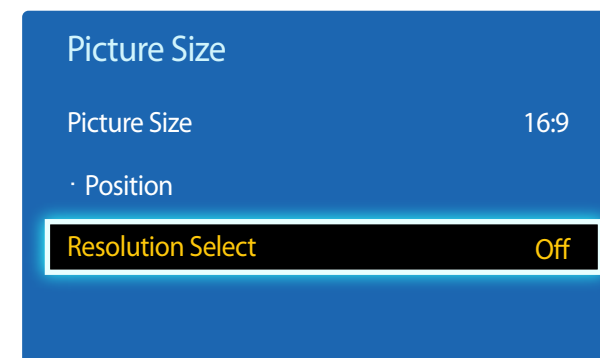 Picture Size
Picture Size 16:9
· Position
Resolution Select Off